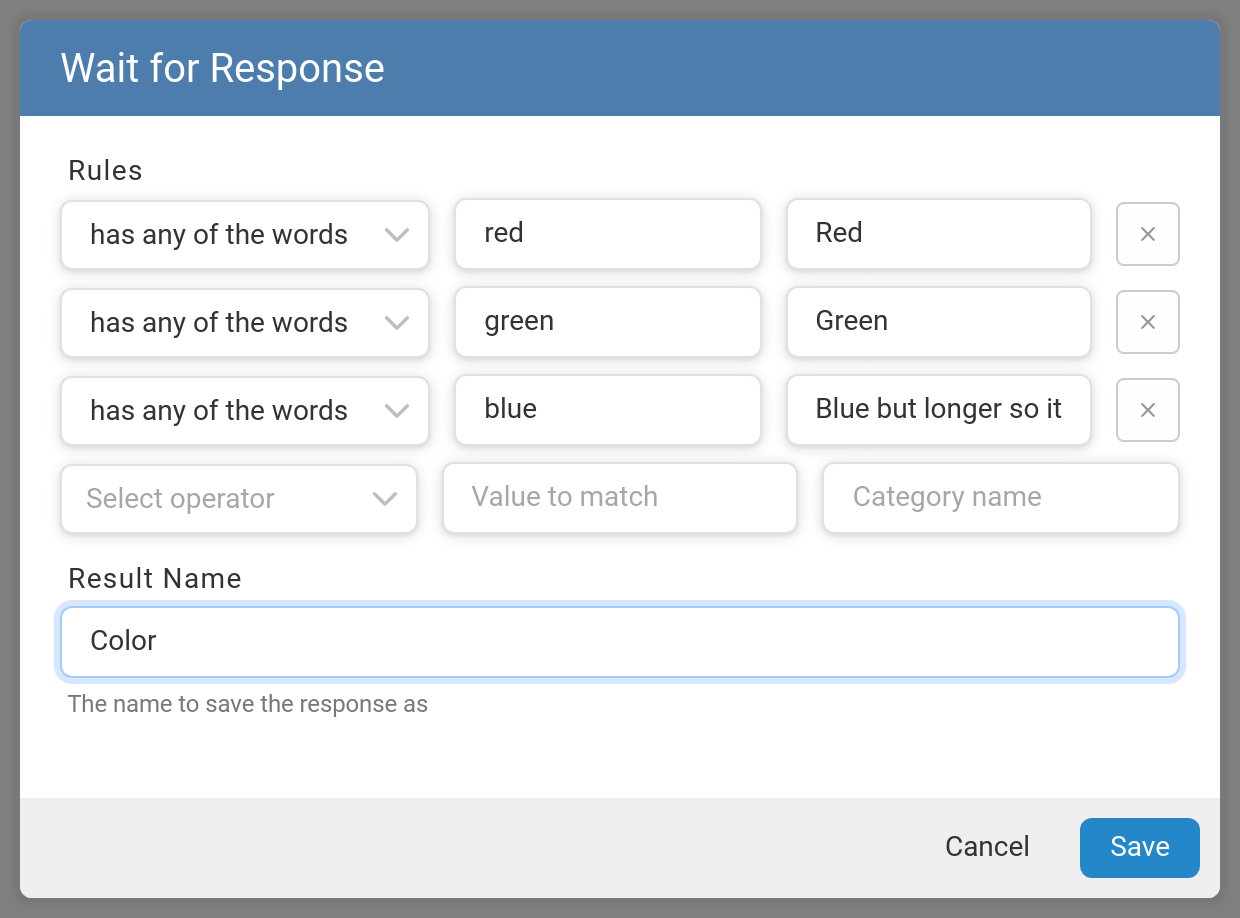 Wait for Response
Rules
has any of the words red Red
has any of the words green Green
has any of the words blue Blue but longer so it
Select operator Value to match Category name
Result Name
Color
The name to save the response as
Cancel Save